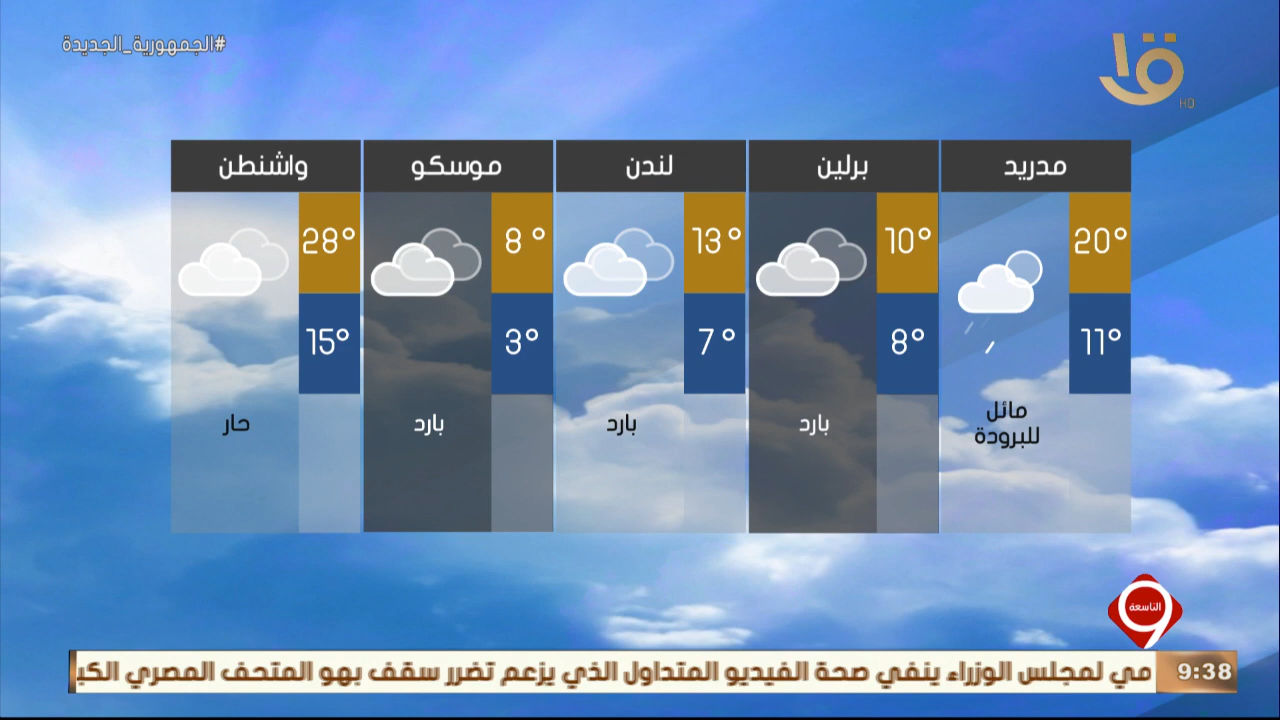 #الجمهورية_الجديدة
HD
مدريد
20°
11°
مائل
للبرودة
برلين
10°
8°
بارد
لندن
13°
7°
بارد
موسكو
8°
3°
بارد
واشنطن
28°
15°
حار
التاسعة
9
9:38
مي لمجلس الوزراء ينفي صحة الفيديو المتداول الذي يزعم تضرر سقف بهو المتحف المصري الكبـ